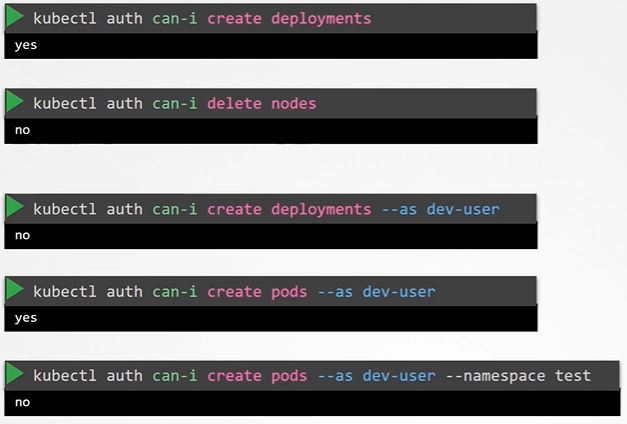 kubectl auth can-i create deployments
yes
kubectl auth can-i delete nodes
no
kubectl auth can-i create deployments --as dev-user
no
kubectl auth can-i create pods --as dev-user
yes
kubectl auth can-i create pods --as dev-user --namespace test
no